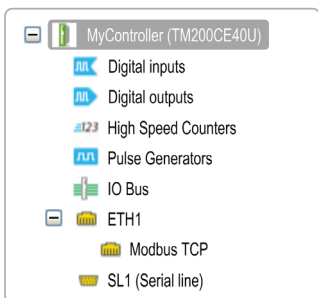 MyController (TM200CE40U)
Digital inputs
Digital outputs
123 High Speed Counters
Pulse Generators
IO Bus
ETH1
Modbus TCP
SL1 (Serial line)